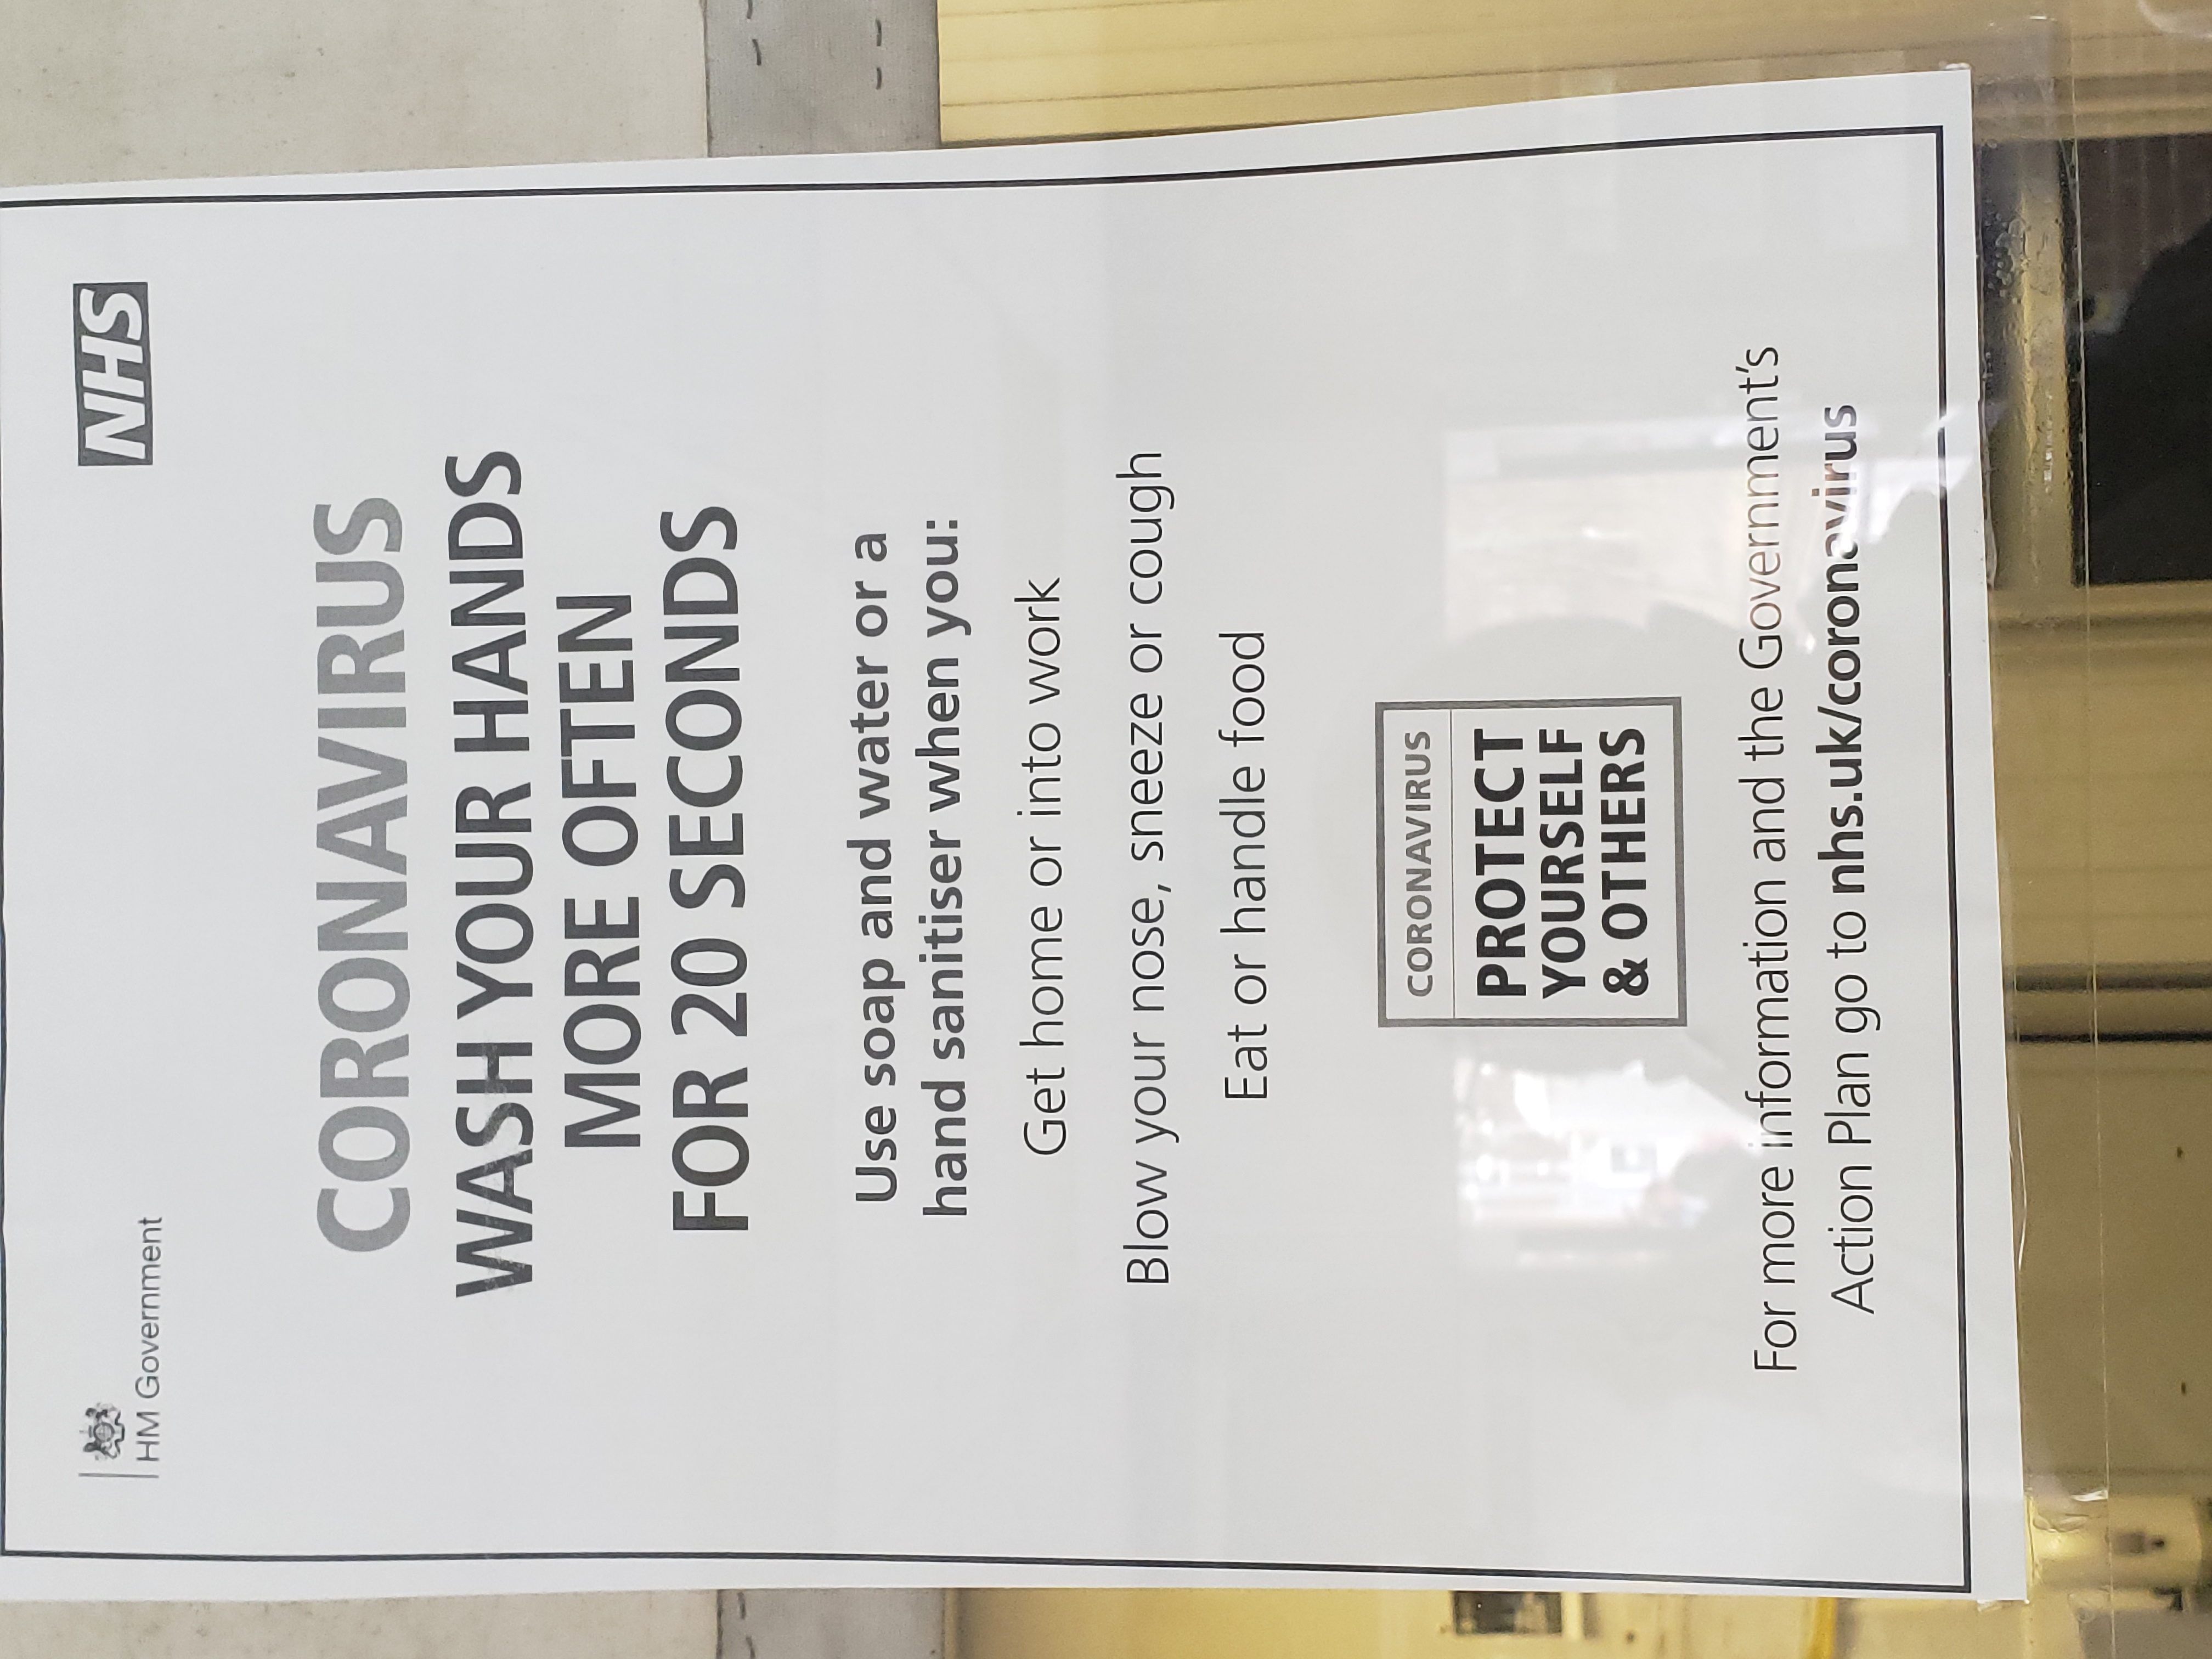 HM Government
NHS
CORONAVIRUS
WASH YOUR HANDS
MORE OFTEN
FOR 20 SECONDS
Use soap and water or a
hand sanitiser when you:
Get home or into work
Blow your nose, sneeze or cough
Eat or handle food
CORONAVIRUS
PROTECT
YOURSELF
& OTHERS
For more information and the Government's
Action Plan go to nhs.uk/coronavirus